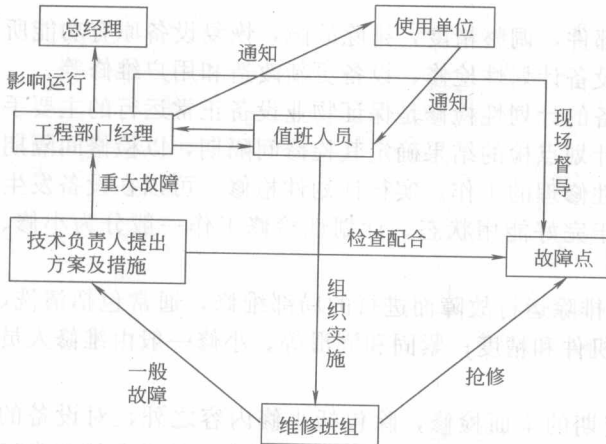 总经理
使用单位
通知
影响运行
通知
工程部门经理
值班人员
现场督导
重大故障
技术负责人提出
方案及措施
检查配合
故障点
组织实施
一般
故障
抢修
维修班组